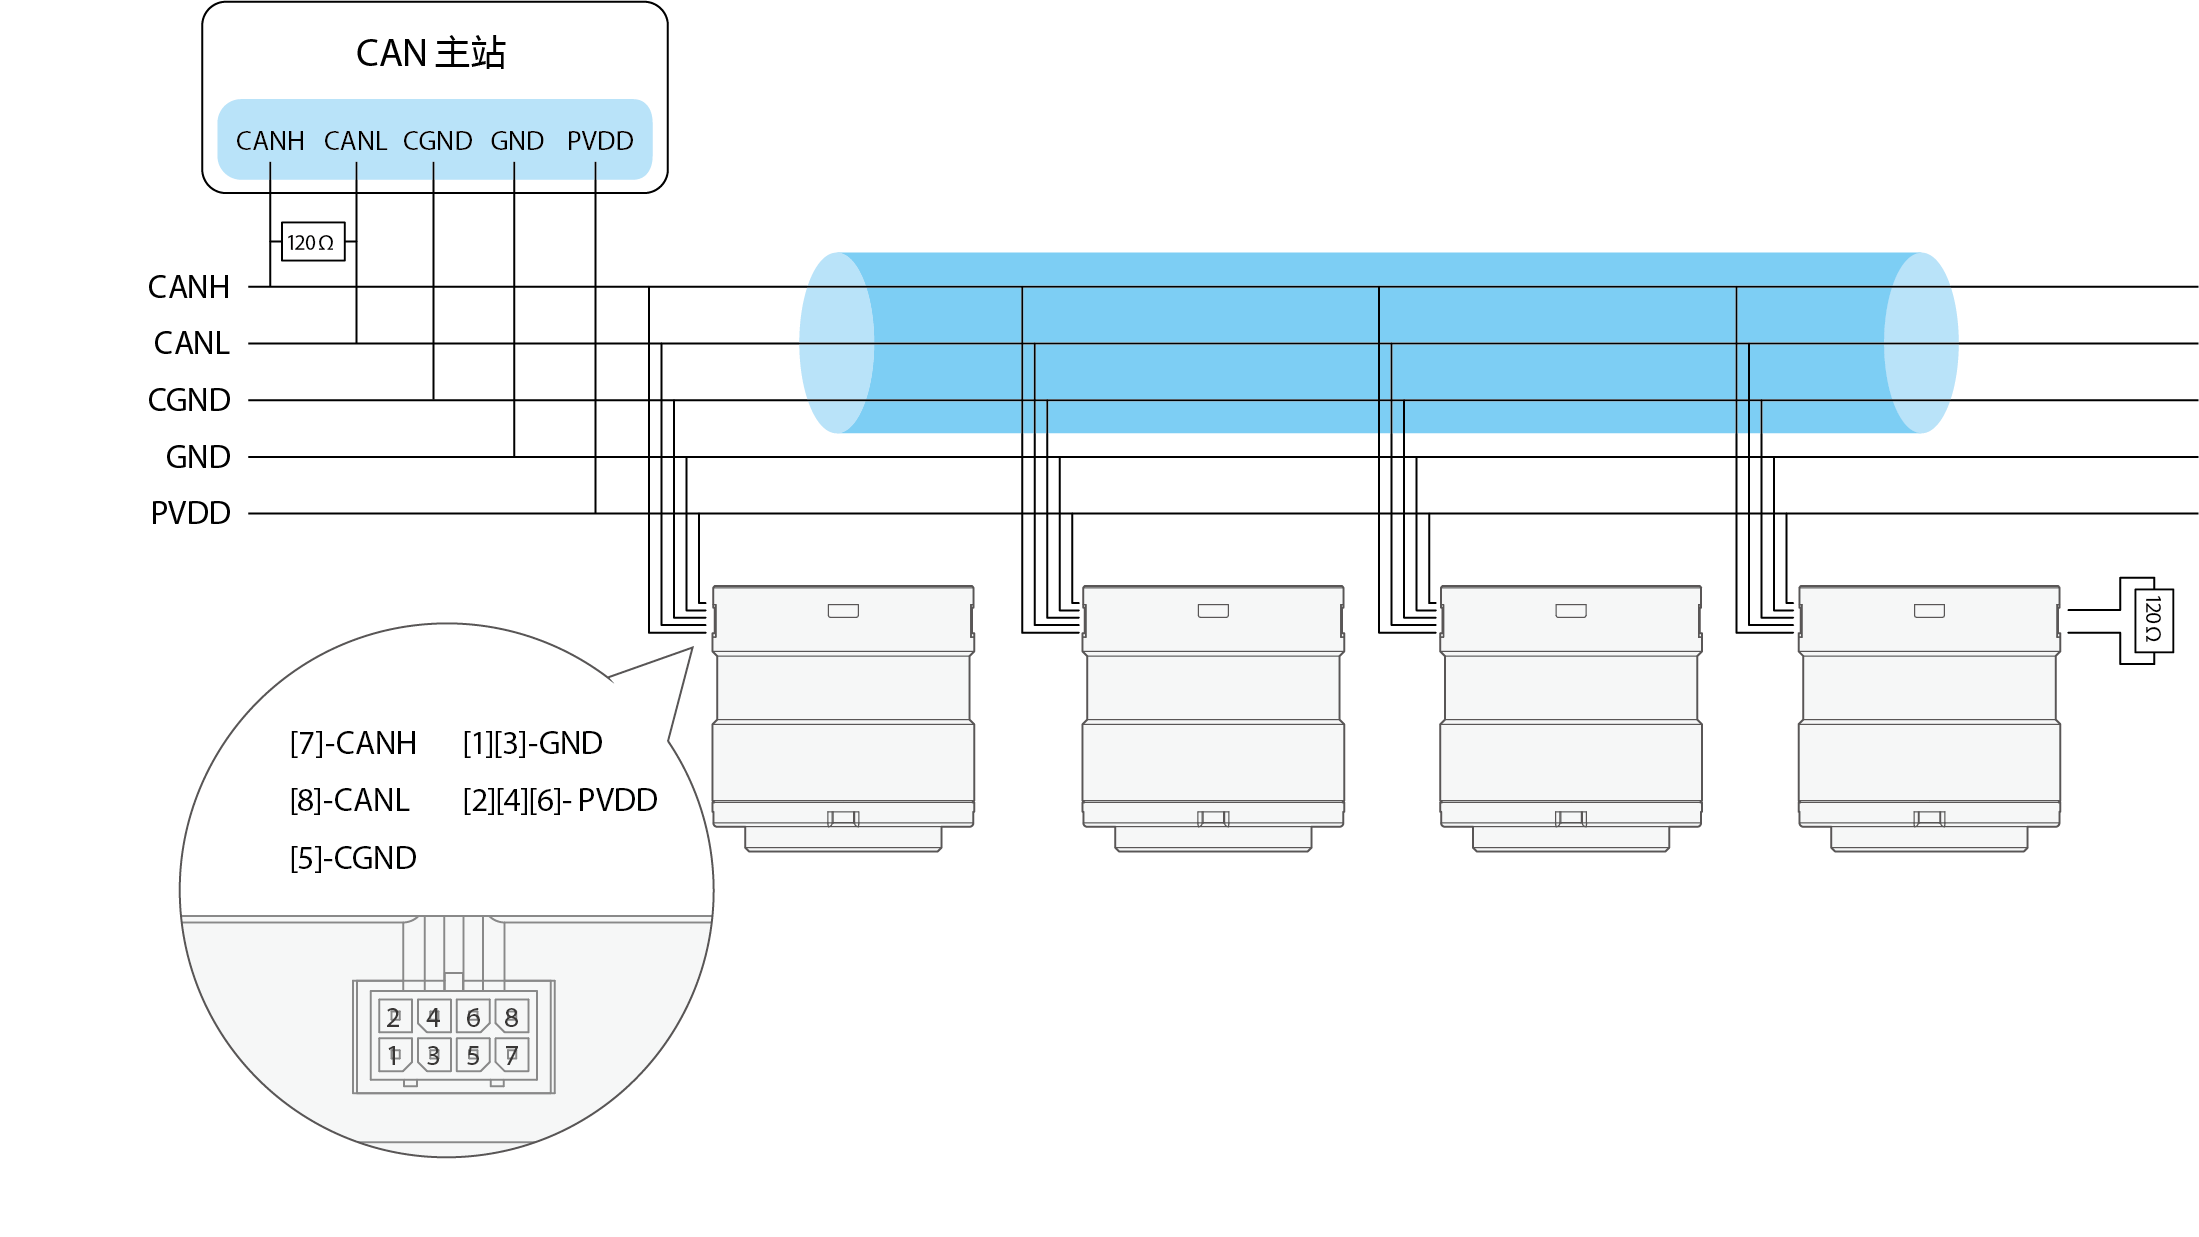 CAN 主站
CANH CANL CGND GND PVDD
120Ω
CANH
CANL
CGND
GND
PVDD
120Ω
[7]-CANH [1][3]-GND
[8]-CANL [2][4][6]- PVDD
[5]-CGND
2 4 6 8
1 3 5 7